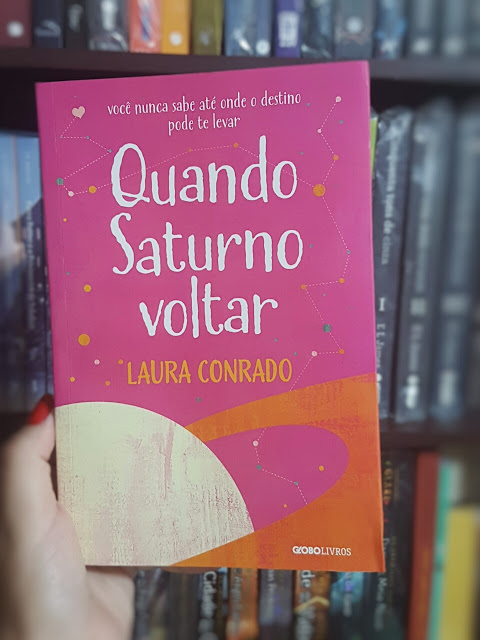 você nunca sabe até onde o destino
pode te levar
Quando
Saturno
voltar
LAURA CONRADO
GLOBOLIVROS